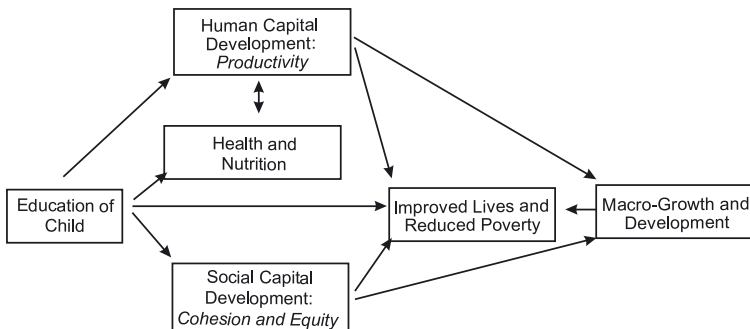 Human Capital
Development:
Productivity
Health and
Nutrition
Education of
Child
Improved Lives and
Reduced Poverty
Macro-Growth and
Development
Social Capital
Development:
Cohesion and Equity